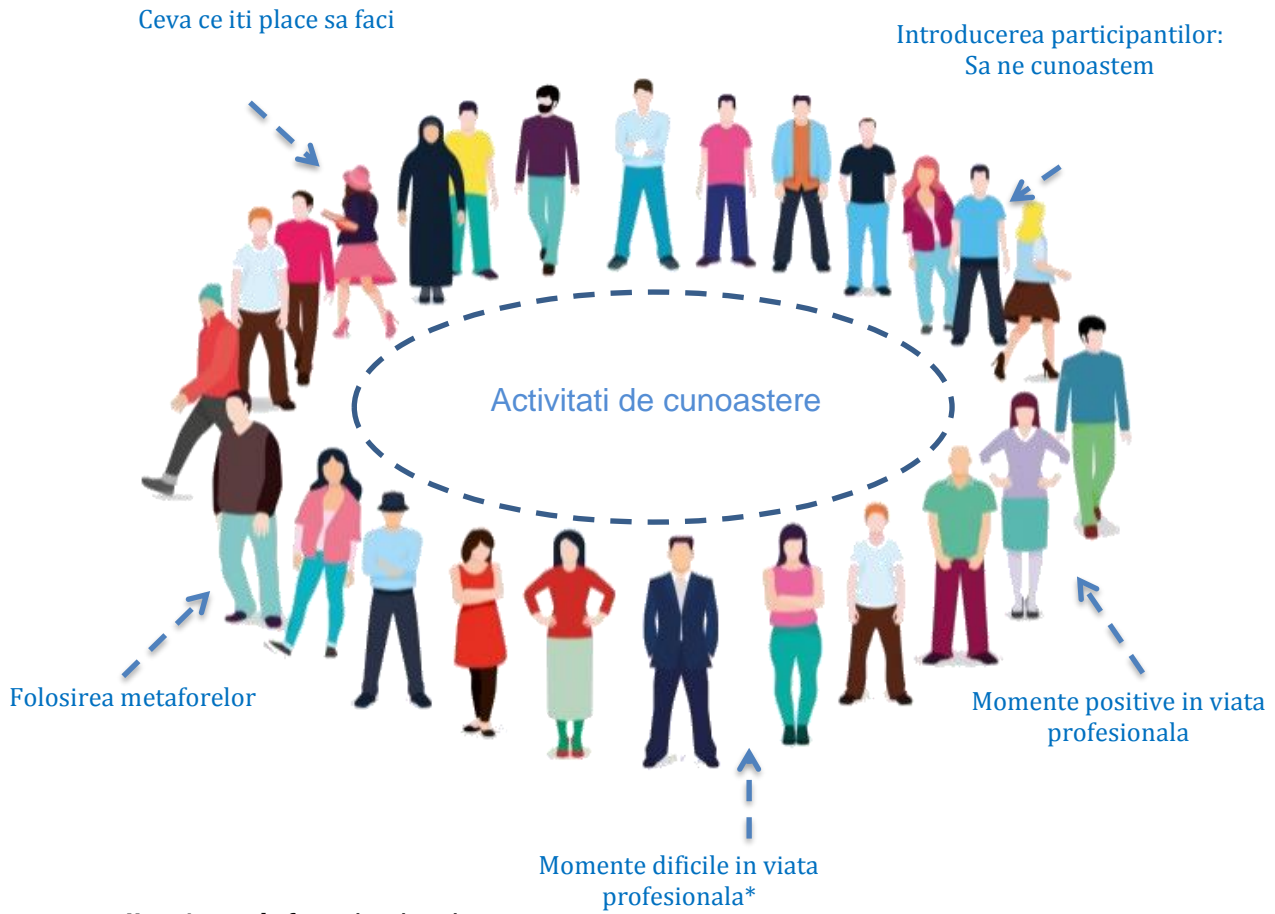 Ceva ce iti place sa faci
Introducerea participantilor:
Sa ne cunoastem
Activitati de cunoastere
Folosirea metaforelor
Momente positive in viata
profesionala
Momente dificile in viata
profesionala*